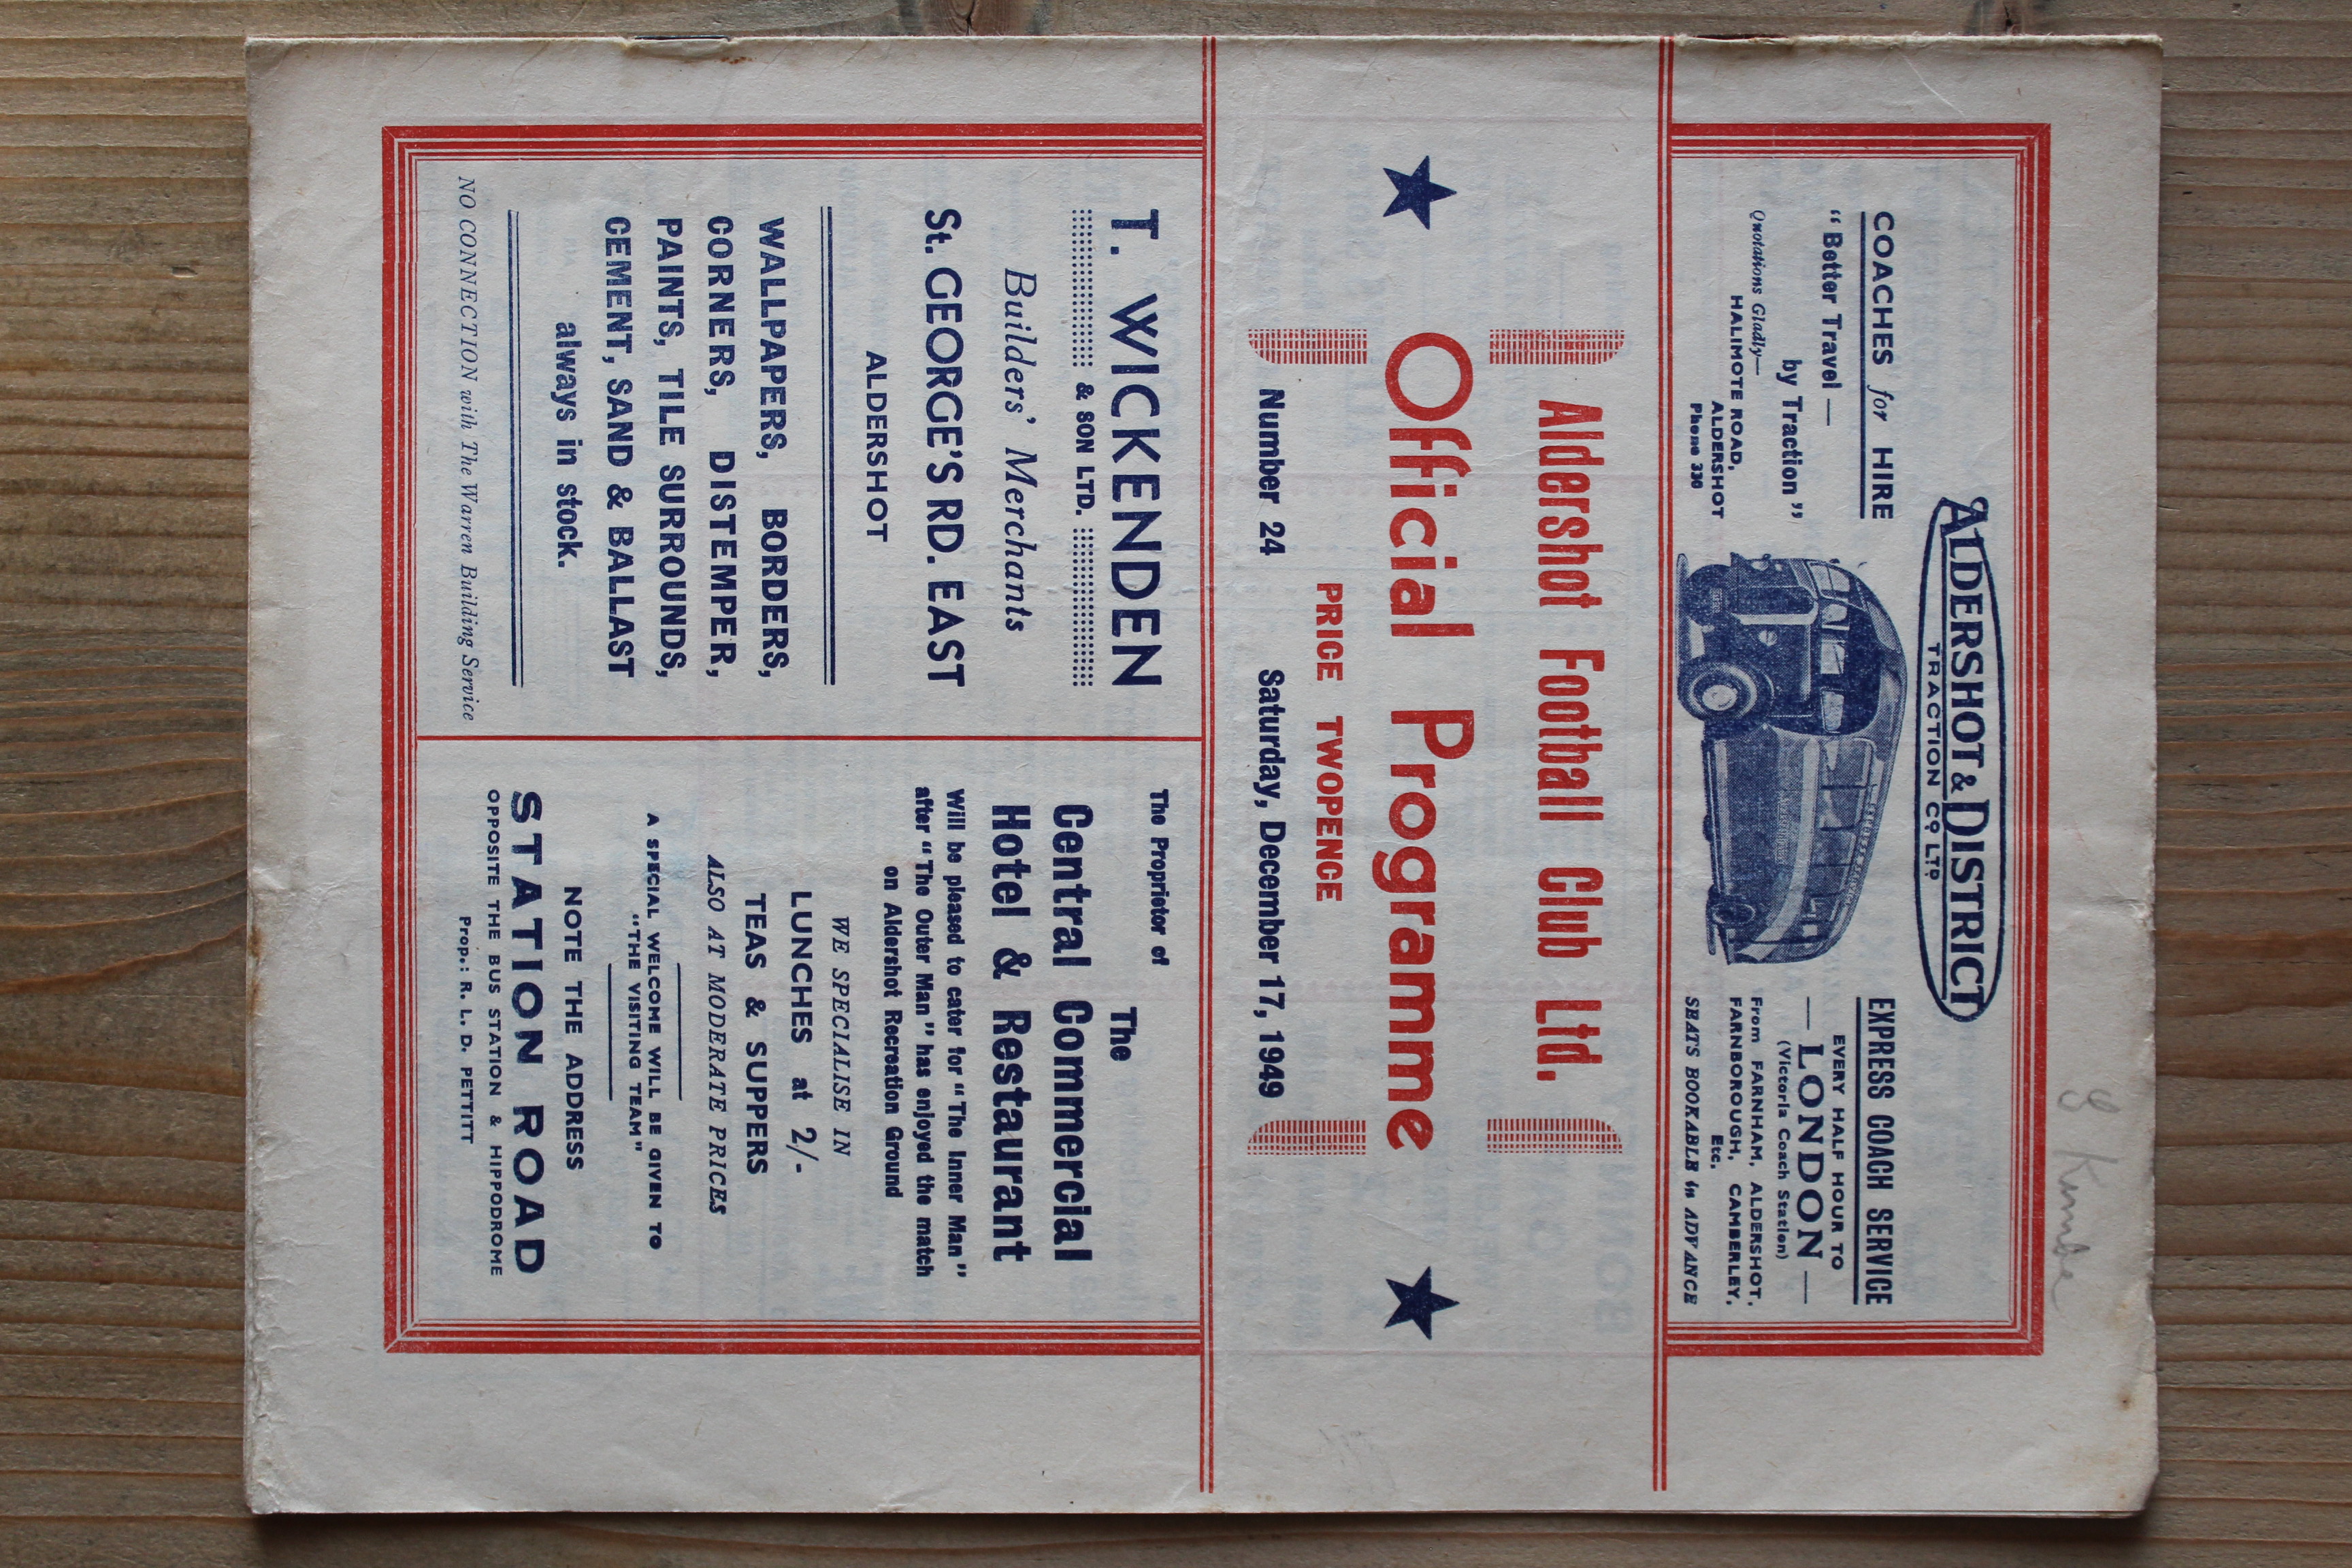 ALDERSHOT & DISTRICT
TRACTION CO LTD
COACHES for HIRE
"Better Travel —
by Traction"
Quotations Gladly—
HALIMOTE ROAD,
ALDERSHOT
Phone 330
EXPRESS COACH SERVICE
EVERY HALF HOUR TO
— LONDON —
(Victoria Coach Station)
From FARNHAM, ALDERSHOT,
FARNBOROUGH, CAMBERLEY,
Etc.
SEATS BOOKABLE in ADVANCE
Aldershot Football Club Ltd.
Official Programme
PRICE TWOPENCE
Number 24 Saturday, December 17, 1949
T. WICKENDEN
& SON LTD.
Builders' Merchants
St. GEORGE'S RD. EAST
ALDERSHOT
WALLPAPERS, BORDERS,
CORNERS, DISTEMPER,
PAINTS, TILE SURROUNDS,
CEMENT, SAND & BALLAST
always in stock.
NO CONNECTION with The Warren Building Service
The Proprietor of
The
Central Commercial
Hotel & Restaurant
Will be pleased to cater for "The Inner Man"
after "The Outer Man" has enjoyed the match
on Aldershot Recreation Ground
WE SPECIALISE IN
LUNCHES at 2/-
TEAS & SUPPERS
ALSO AT MODERATE PRICES
A SPECIAL WELCOME WILL BE GIVEN TO
"THE VISITING TEAM"
NOTE THE ADDRESS
STATION ROAD
OPPOSITE THE BUS STATION & HIPPODROME
Prop.: R. L. D. PETTITT